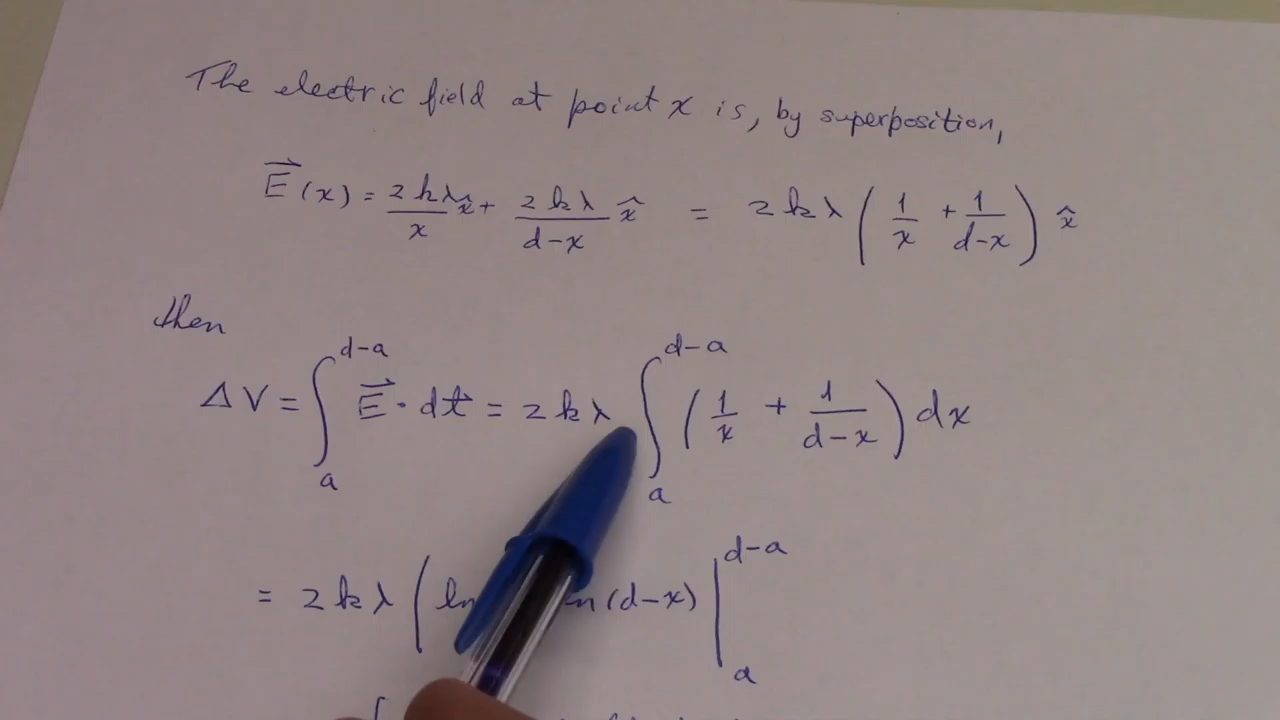 The electric field at point x is, by superposition,
E⃗(x) = 2kλ/x x̂ + 2kλ/(d-x) x̂ = 2kλ (1/x + 1/(d-x)) x̂
then
ΔV = ∫_a^{d-a} E⃗ · dt⃗ = 2kλ ∫_a^{d-a} (1/x + 1/(d-x)) dx
= 2kλ ( ln n(d-x) |_a^{d-a}